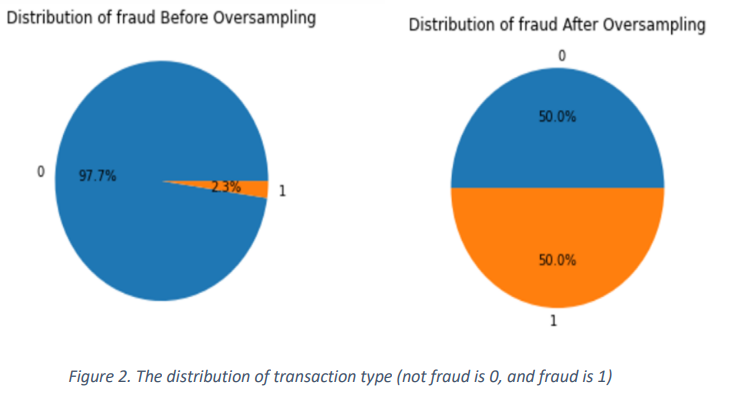 Distribution of fraud Before Oversampling
0
97.7%
2.3%
1
Distribution of fraud After Oversampling
0
50.0%
50.0%
1
Figure 2. The distribution of transaction type (not fraud is 0, and fraud is 1)